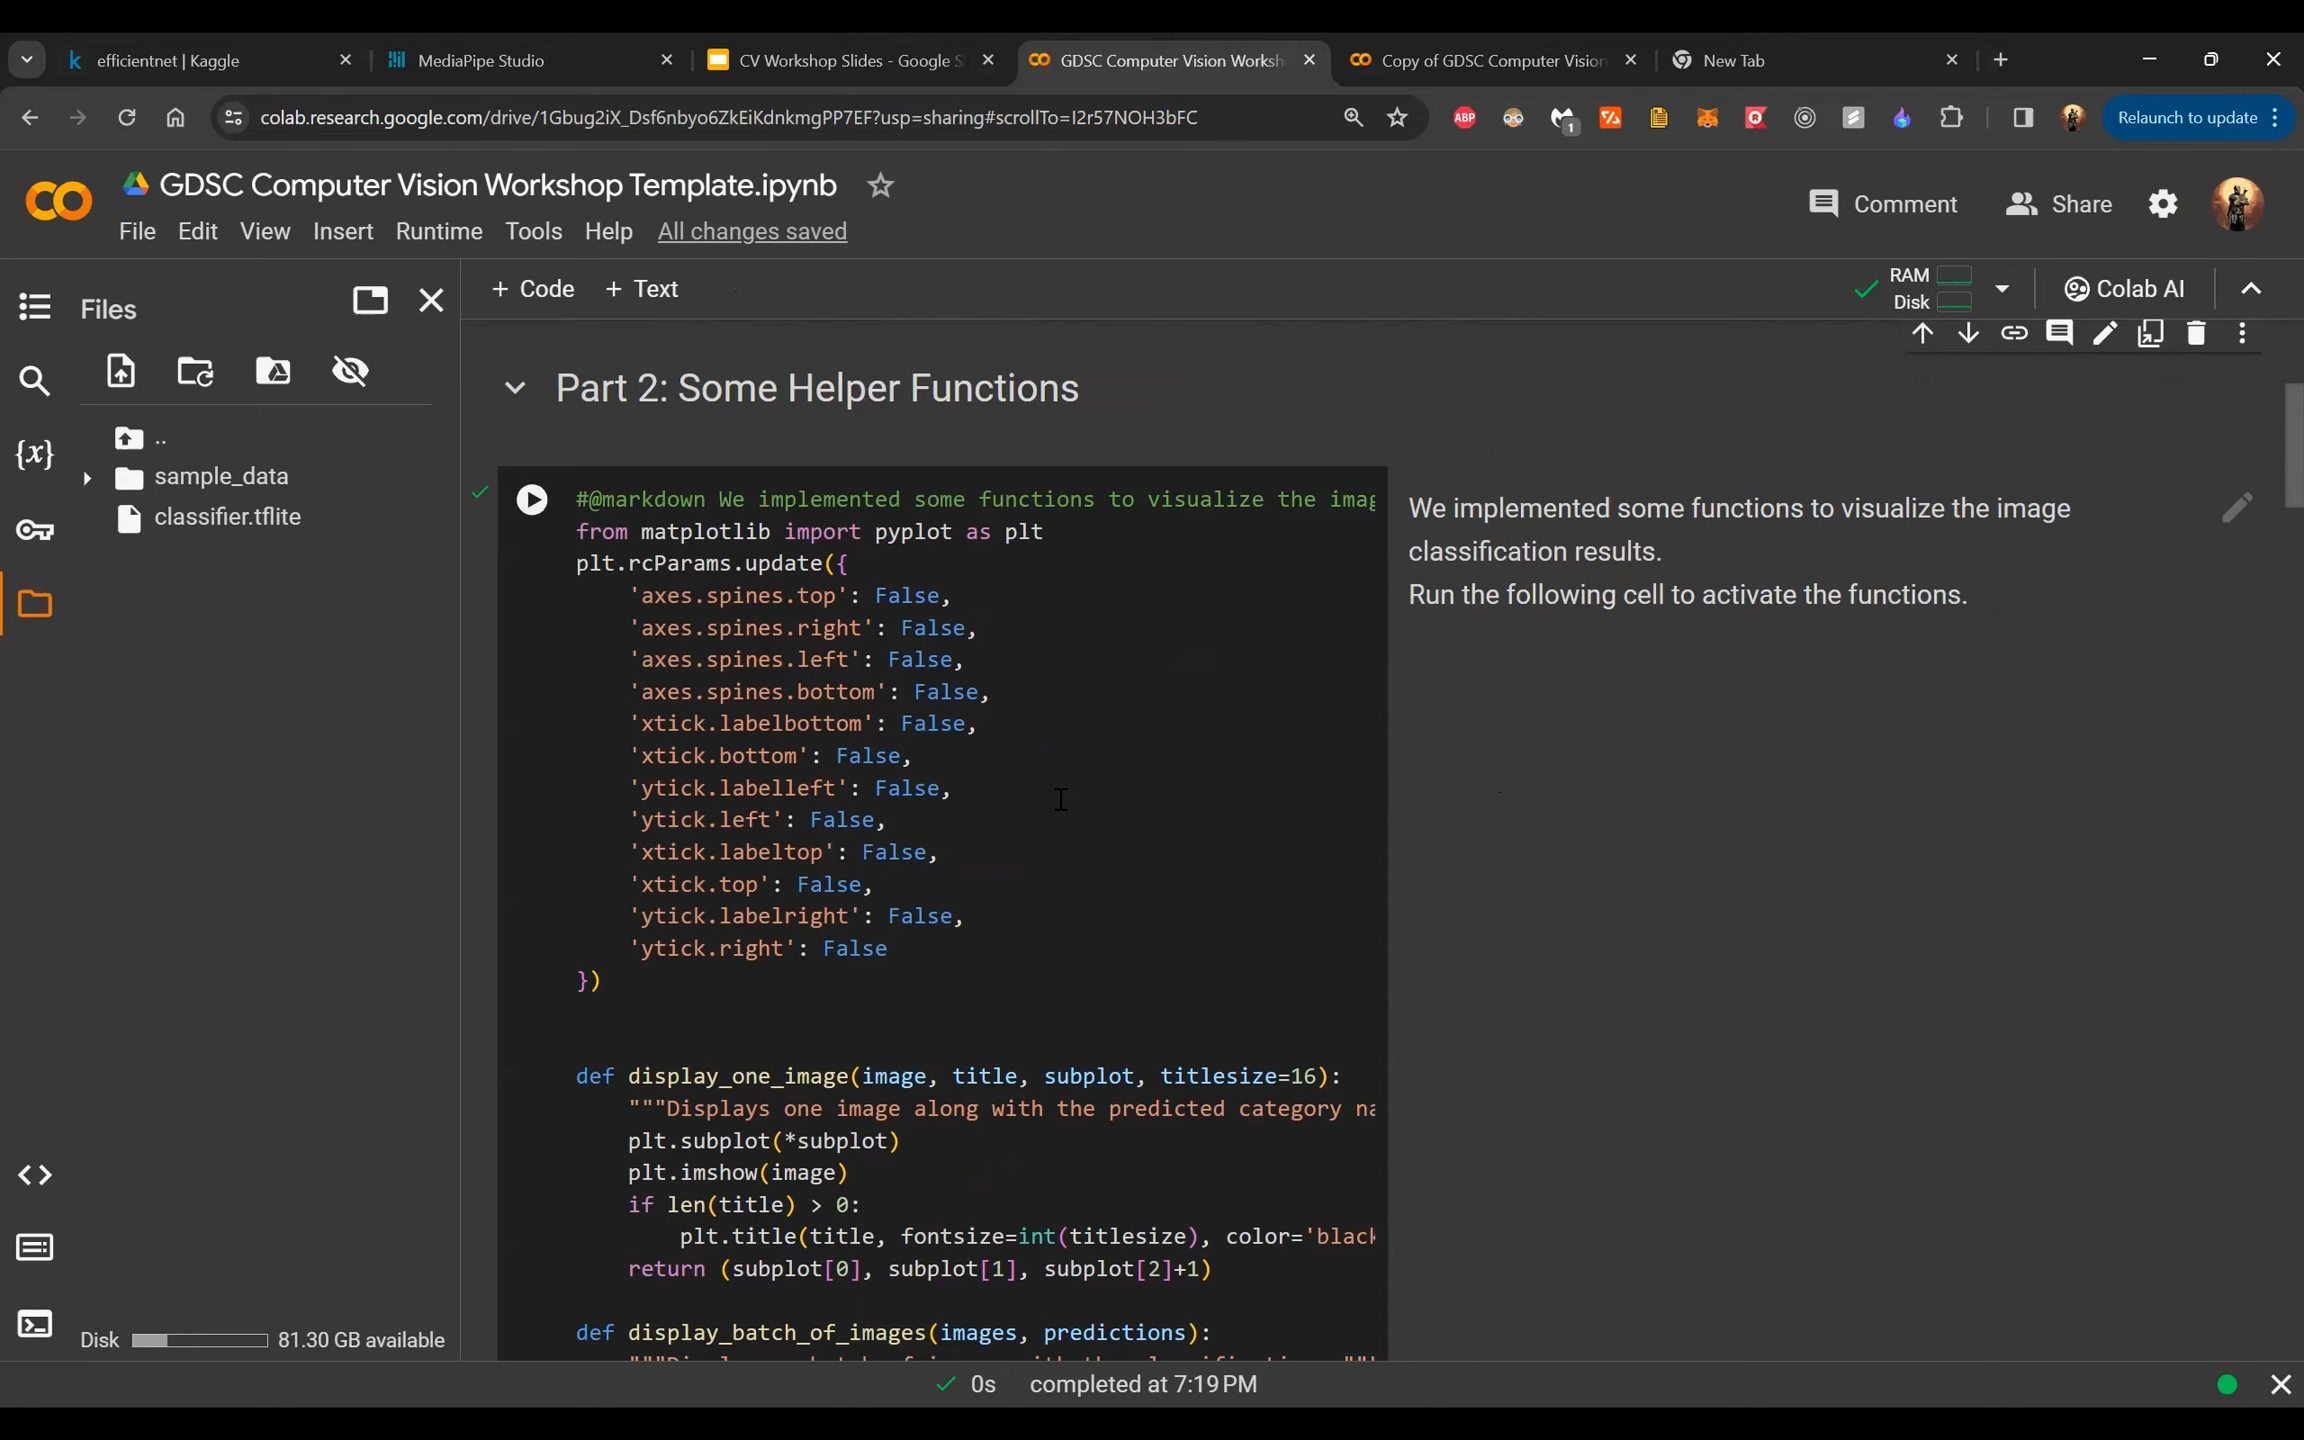 efficientnet | Kaggle
MediaPipe Studio
CV Workshop Slides - Google S
GDSC Computer Vision Worksh
Copy of GDSC Computer Vision
New Tab
colab.research.google.com/drive/1Gbug2iX_Dsf6nbyo6ZkEiKdnkmgPP7EF?usp=sharing#scrollTo=I2r57NOH3bFC
ABP
1
Relaunch to update
GDSC Computer Vision Workshop Template.ipynb
Comment
Share
File Edit View Insert Runtime Tools Help All changes saved
Files
+ Code + Text
RAM
Disk
Colab AI
..
sample_data
classifier.tflite
{x}
Part 2: Some Helper Functions
#@markdown We implemented some functions to visualize the imag
from matplotlib import pyplot as plt
plt.rcParams.update({
'axes.spines.top': False,
'axes.spines.right': False,
'axes.spines.left': False,
'axes.spines.bottom': False,
'xtick.labelbottom': False,
'xtick.bottom': False,
'ytick.labelleft': False,
'ytick.left': False,
'xtick.labeltop': False,
'xtick.top': False,
'ytick.labelright': False,
'ytick.right': False
})
def display_one_image(image, title, subplot, titlesize=16):
"""Displays one image along with the predicted category na
plt.subplot(*subplot)
plt.imshow(image)
if len(title) > 0:
plt.title(title, fontsize=int(titlesize), color='black
return (subplot[0], subplot[1], subplot[2]+1)
def display_batch_of_images(images, predictions):
We implemented some functions to visualize the image
classification results.
Run the following cell to activate the functions.
Disk 81.30 GB available
0s completed at 7:19 PM